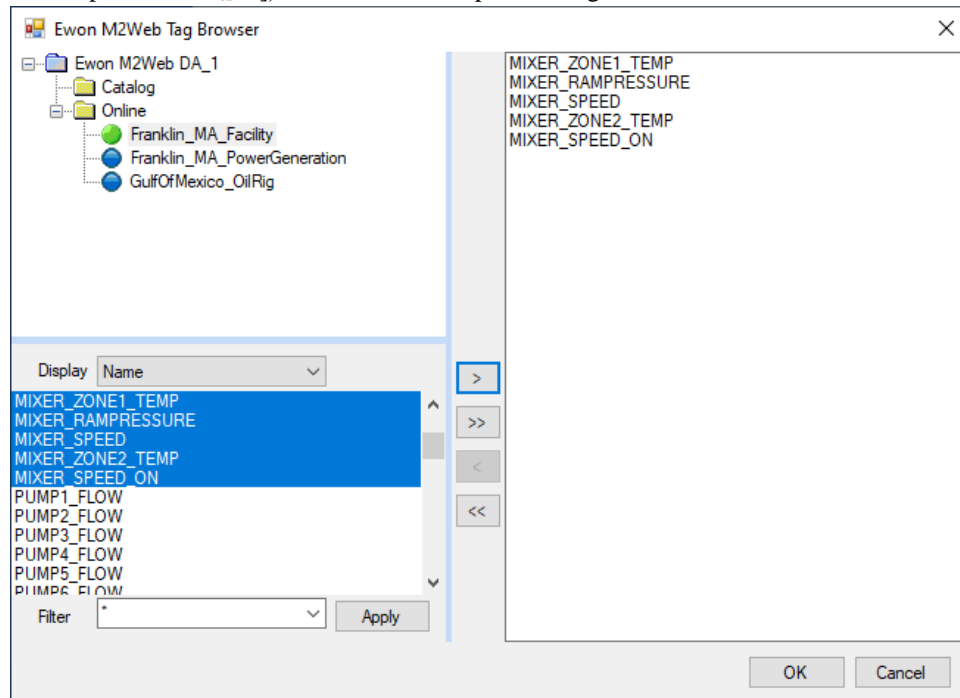 Ewon M2Web Tag Browser
Ewon M2Web DA_1
Catalog
Online
Franklin_MA_Facility
Franklin_MA_PowerGeneration
GulfOfMexico_OilRig
Display Name
MIXER_ZONE1_TEMP
MIXER_RAMPRESSURE
MIXER_SPEED
MIXER_ZONE2_TEMP
MIXER_SPEED_ON
PUMP1_FLOW
PUMP2_FLOW
PUMP3_FLOW
PUMP4_FLOW
PUMP5_FLOW
PUMP6_FLOW
Filter * Apply
>
>>
<
<<
MIXER_ZONE1_TEMP
MIXER_RAMPRESSURE
MIXER_SPEED
MIXER_ZONE2_TEMP
MIXER_SPEED_ON
OK Cancel